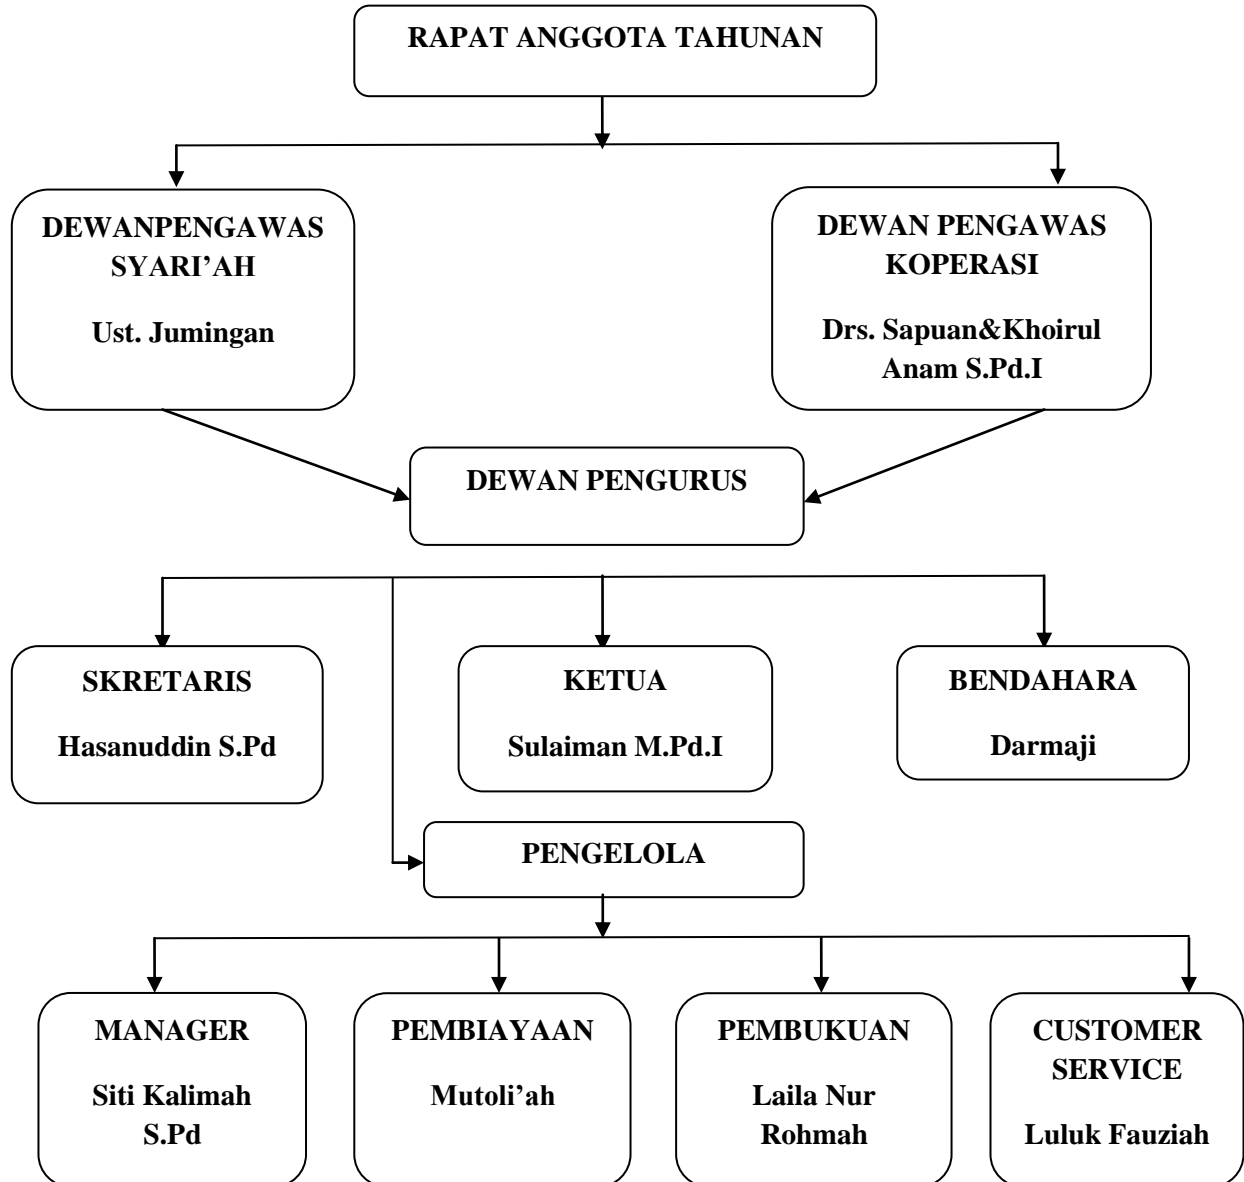 RAPAT ANGGOTA TAHUNAN
DEWANPENGAWAS
SYARI’AH
Ust. Jumingan
DEWAN PENGAWAS
KOPERASI
Drs. Sapuan&Khoirul
Anam S.Pd.I
DEWAN PENGURUS
SKRETARIS
Hasanuddin S.Pd
KETUA
Sulaiman M.Pd.I
BENDAHARA
Darmaji
PENGELOLA
MANAGER
Siti Kalimah
S.Pd
PEMBIAYAAN
Mutoli’ah
PEMBUKUAN
Laila Nur
Rohmah
CUSTOMER
SERVICE
Luluk Fauziah